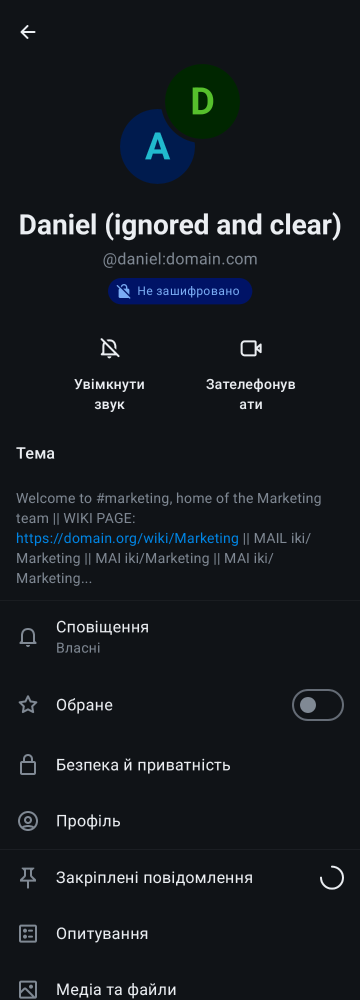 D
A
Daniel (ignored and clear)
@daniel:domain.com
Не зашифровано
Увімкнути
звук
Зателефонув
ати
Тема
Welcome to #marketing, home of the Marketing
team || WIKI PAGE:
https://domain.org/wiki/Marketing || MAIL iki/
Marketing || MAI iki/Marketing || MAI iki/
Marketing...
Сповіщення
Власні
Обране
Безпека й приватність
Профіль
Закріплені повідомлення
Опитування
Медіа та файли